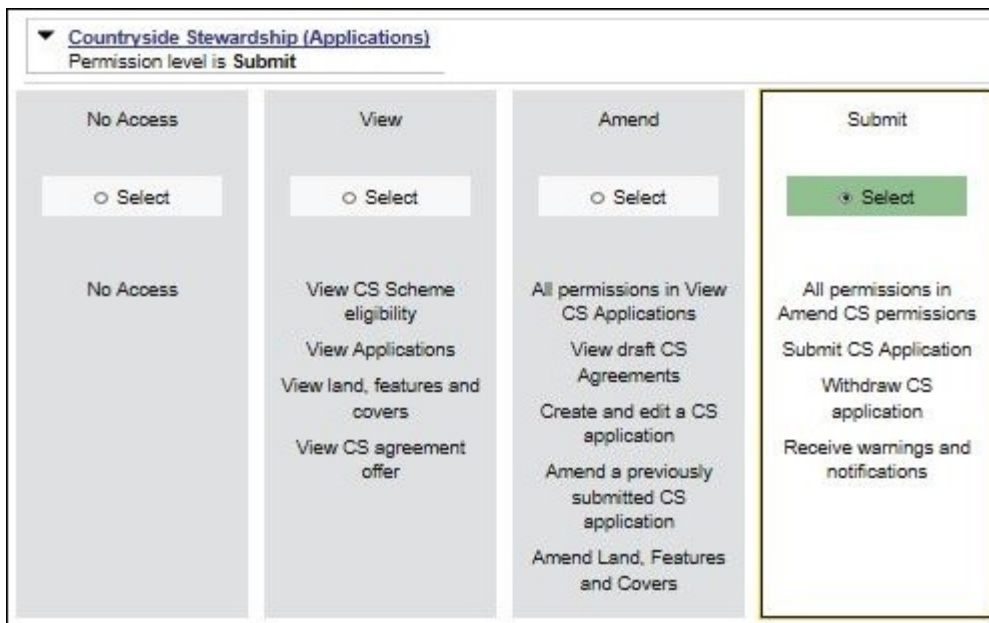 Countryside Stewardship (Applications)
Permission level is Submit
No Access
Select
No Access
View
Select
View CS Scheme
eligibility
View Applications
View land, features and
covers
View CS agreement
offer
Amend
Select
All permissions in View
CS Applications
View draft CS
Agreements
Create and edit a CS
application
Amend a previously
submitted CS
application
Amend Land, Features
and Covers
Submit
Select
All permissions in
Amend CS permissions
Submit CS Application
Withdraw CS
application
Receive warnings and
notifications